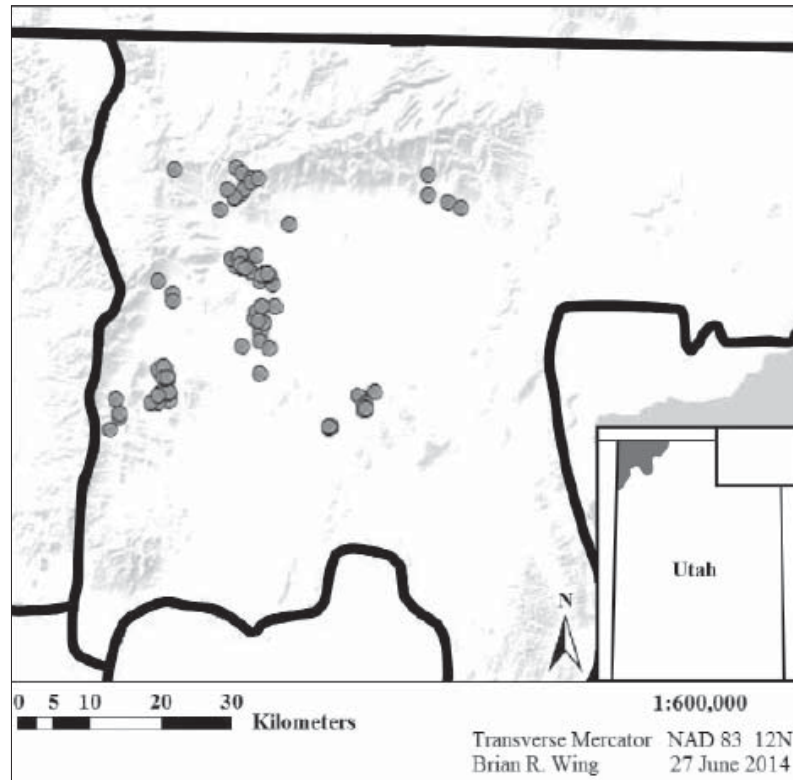 Utah
N
0 5 10 20 30
Kilometers
1:600,000
Transverse Mercator NAD 83 12N
Brian R. Wing 27 June 2014